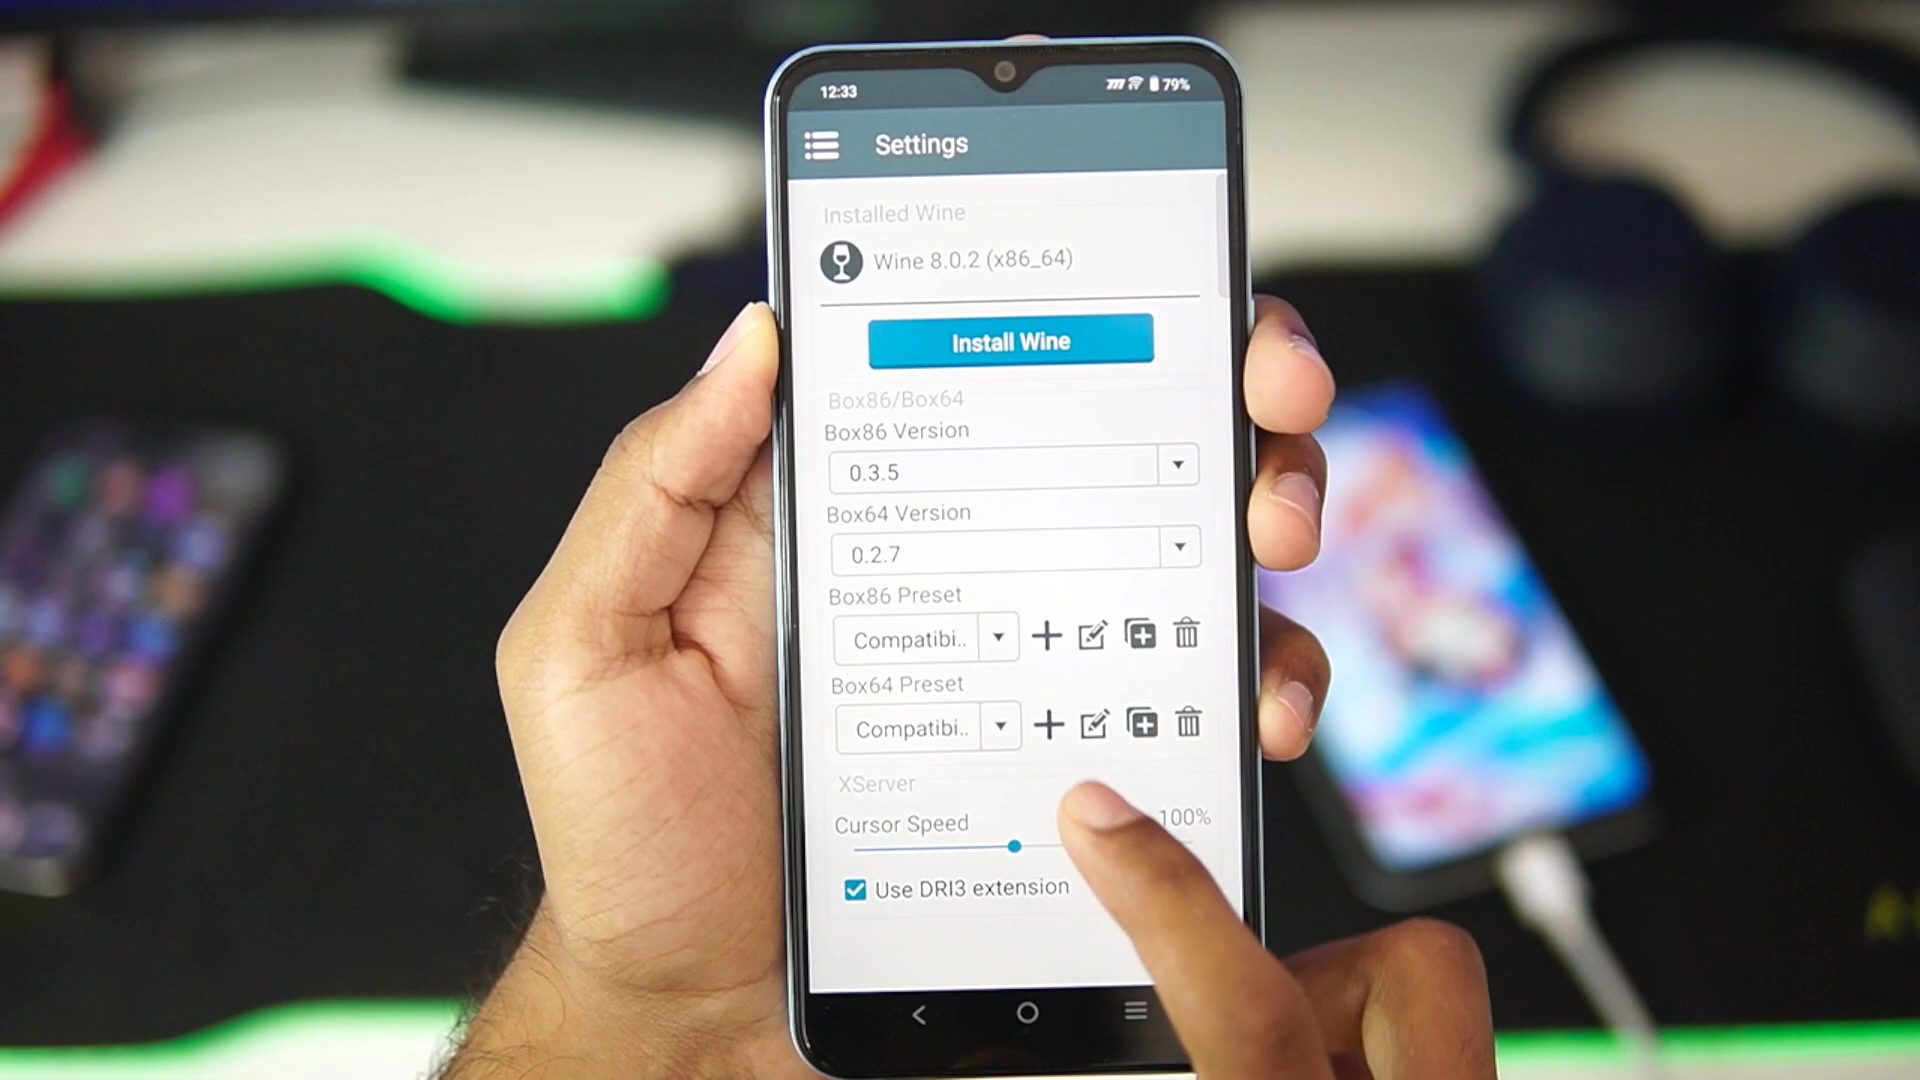 12:33
79%
Settings
Installed Wine
Wine 8.0.2 (x86_64)
Install Wine
Box86/Box64
Box86 Version
0.3.5
Box64 Version
0.2.7
Box86 Preset
Compatibi..
Box64 Preset
Compatibi..
XServer
Cursor Speed
100%
Use DRI3 extension